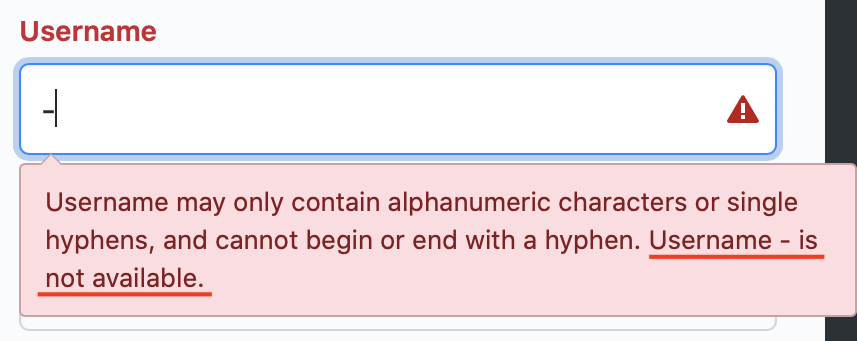 Username
-
Username may only contain alphanumeric characters or single
hyphens, and cannot begin or end with a hyphen. Username - is
not available.